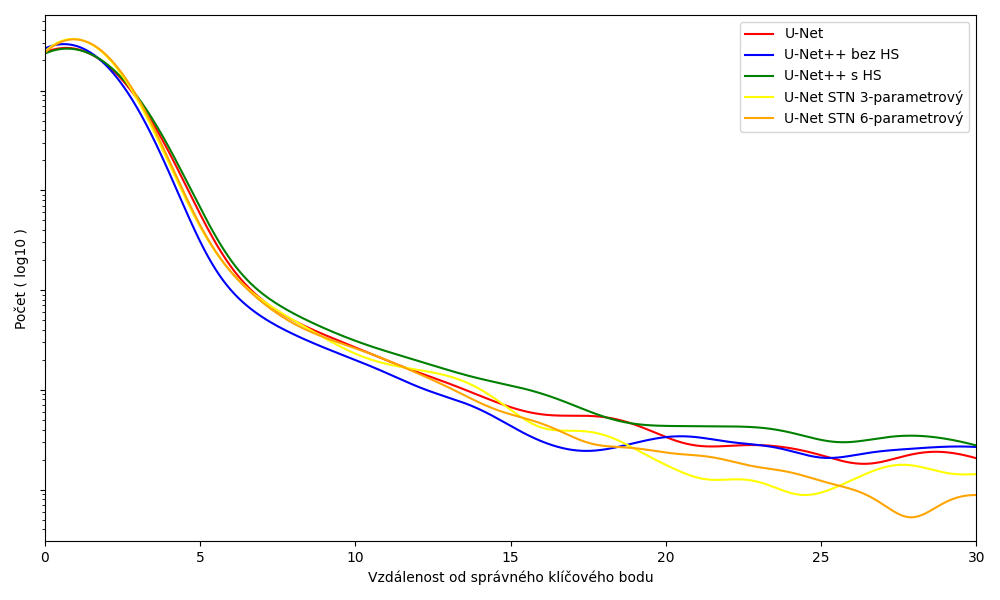 U-Net
U-Net++ bez HS
U-Net++ s HS
U-Net STN 3-parametrový
U-Net STN 6-parametrový
Počet ( log10 )
0 5 10 15 20 25 30
Vzdálenost od správného klíčového bodu